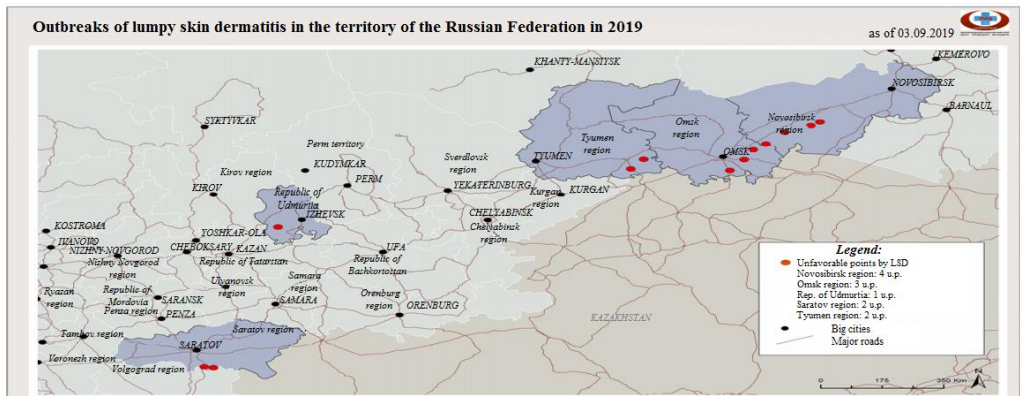 Outbreaks of lumpy skin dermatitis in the territory of the Russian Federation in 2019
as of 03.09.2019
KHANTY-MANSIYSK
KEMEROVO
NOVOSIBIRSK
BARNAUL
SYKTYVKAR
Perm territory
KUDYMKAR
Kirov region
PERM
KIROV
Republic of
Udmurtia
IZHEVSK
Sverdlovsk
region
YEKATERINBURG
TYUMEN
Tyumen
region
Omsk
region
OMSK
Novosibirsk
region
Kurgan
region
KURGAN
CHELYABINSK
Chelyabinsk
region
KOSTROMA
IVANOVO
NIZHNY-NOVGOROD
Nizhny Novgorod
region
YOSHKAR-OLA
CHEBOKSARY
KAZAN
Republic of Tatarstan
UFA
Republic of
Bashkortostan
Ryazan
region
Republic of
Mordovia
SARANSK
Penza region
PENZA
Ulyanovsk
region
Samara
region
SAMARA
Orenburg
region
ORENBURG
Tambov region
Voronezh region
Saratov region
SARATOV
Volgograd region
KAZAKHSTAN
Legend:
Unfavorable points by LSD
Novosibirsk region: 4 u.p.
Omsk region: 3 u.p.
Rep. of Udmurtia: 1 u.p.
Saratov region: 2 u.p.
Tyumen region: 2 u.p.
Big cities
Major roads
0 175 350 Km
N